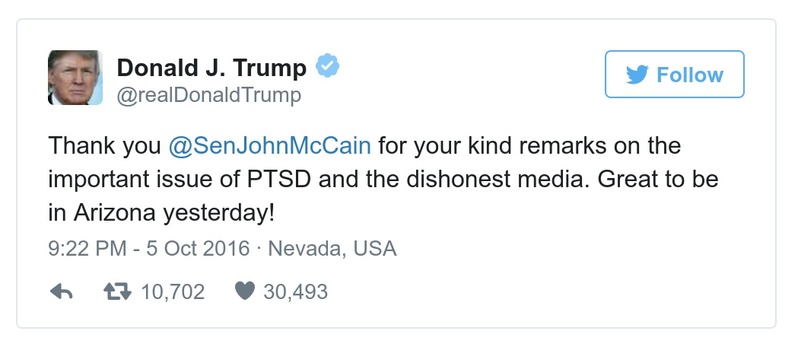 Donald J. Trump
@realDonaldTrump
Follow
Thank you @SenJohnMcCain for your kind remarks on the
important issue of PTSD and the dishonest media. Great to be
in Arizona yesterday!
9:22 PM - 5 Oct 2016 · Nevada, USA
10,702 30,493